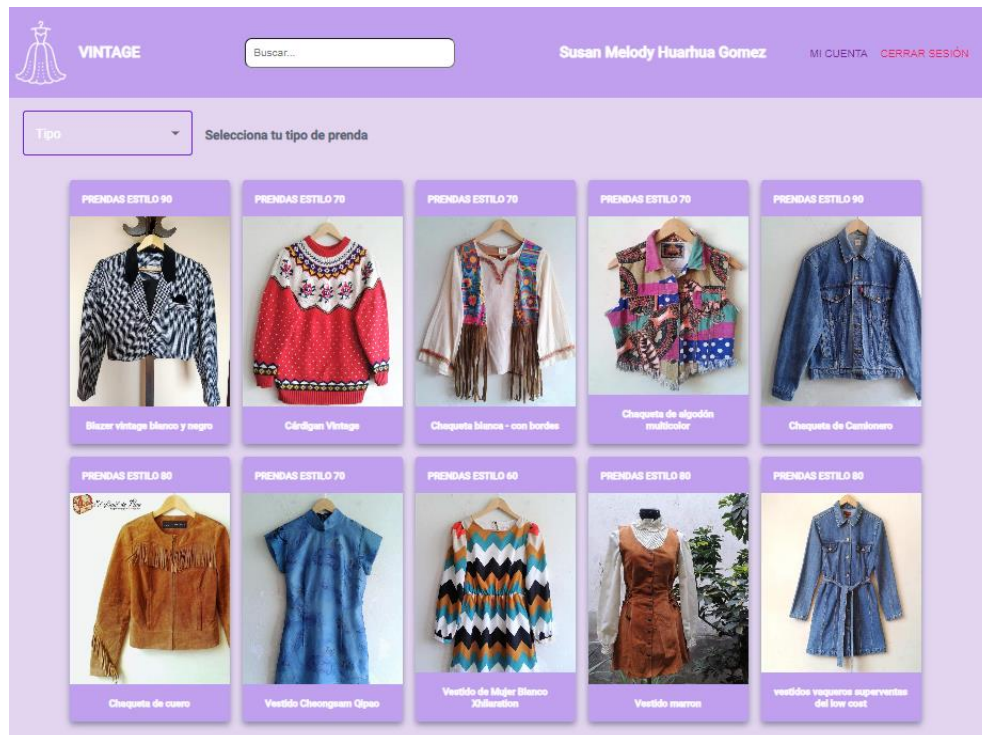 VINTAGE
Buscar...
Susan Melody Huarhua Gomez
MI CUENTA
CERRAR SESIÓN
Tipo
Selecciona tu tipo de prenda
PRENDAS ESTILO 90
PRENDAS ESTILO 70
PRENDAS ESTILO 70
PRENDAS ESTILO 70
PRENDAS ESTILO 90
Blazer vintage blanco y negro
Cárdigan Vintage
Chaqueta blanca - con bordes
Chaqueta de algodón
multicolor
Chaqueta de Camionero
PRENDAS ESTILO 80
PRENDAS ESTILO 70
PRENDAS ESTILO 60
PRENDAS ESTILO 80
PRENDAS ESTILO 80
Chaqueta de cuero
Vestido Cheongsam Qipao
Vestido de Mujer Blanco
Xhilaration
Vestido marron
vestidos vaqueros superventas
del low cost